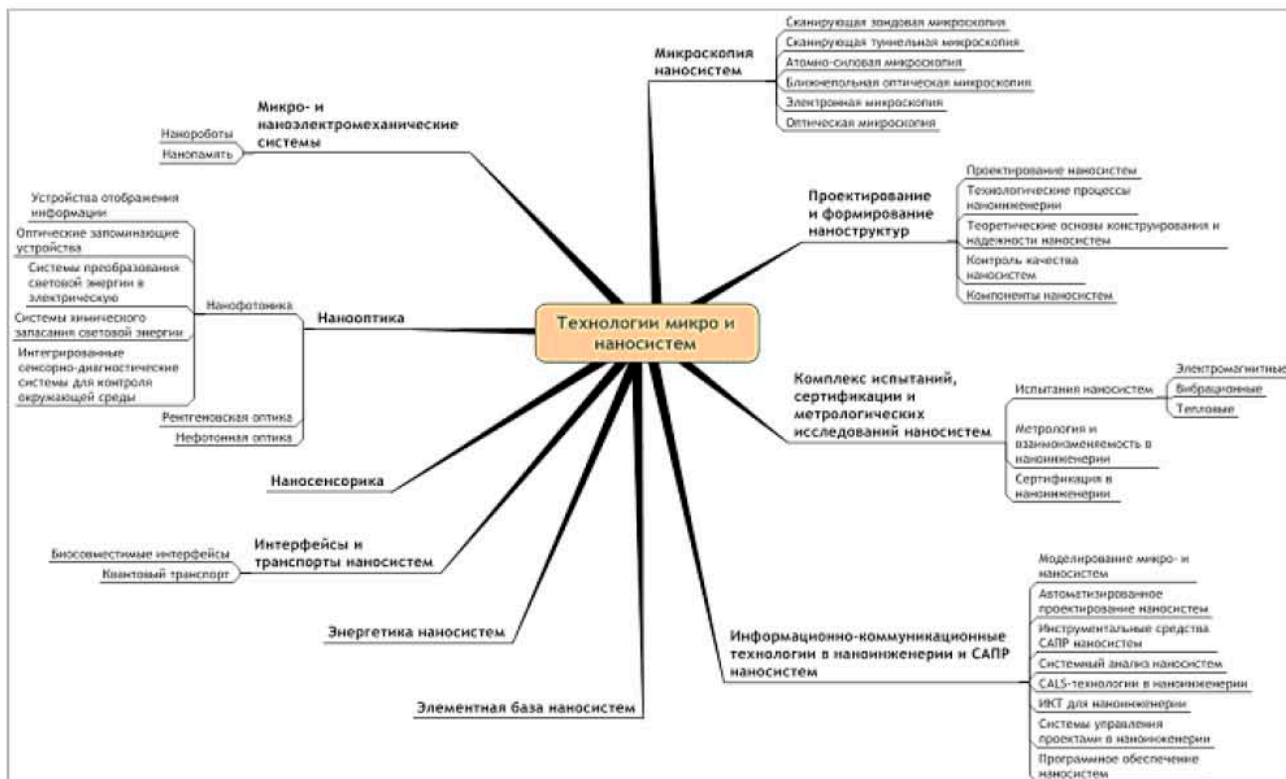 Технологии микро и
наносистем
Микроскопия
наносистем
Сканирующая зондовая микроскопия
Сканирующая туннельная микроскопия
Атомно-силовая микроскопия
Ближнепольная оптическая микроскопия
Электронная микроскопия
Оптическая микроскопия
Проектирование
и формирование
наноструктур
Проектирование наносистем
Технологические процессы
наноинженерии
Теоретические основы конструирования и
надежности наносистем
Контроль качества
наносистем
Компоненты наносистем
Комплекс испытаний,
сертификации и
метрологических
исследований наносистем
Испытания наносистем
Электромагнитные
Вибрационные
Тепловые
Метрология и
взаимоизменяемость в
наноинженерии
Сертификация в
наноинженерии
Информационно-коммуникационные
технологии в наноинженерии и САПР
наносистем
Моделирование микро- и
наносистем
Автоматизированное
проектирование наносистем
Инструментальные средства
САПР наносистем
Системный анализ наносистем
CALS-технологии в наноинженерии
ИКТ для наноинженерии
Системы управления
проектами в наноинженерии
Программное обеспечение
наносистем
Микро- и
наноэлектромеханические
системы
Нанороботы
Нанопамять
Нанооптика
Нанофотоника
Устройства отображения
информации
Оптические запоминающие
устройства
Системы преобразования
световой энергии в
электрическую
Системы химического
запасания световой энергии
Интегрированные
сенсорно-диагностические
системы для контроля
окружающей среды
Рентгеновская оптика
Нефотонная оптика
Наносенсорика
Интерфейсы и
транспорты наносистем
Биосовместимые интерфейсы
Квантовый транспорт
Энергетика наносистем
Элементная база наносистем